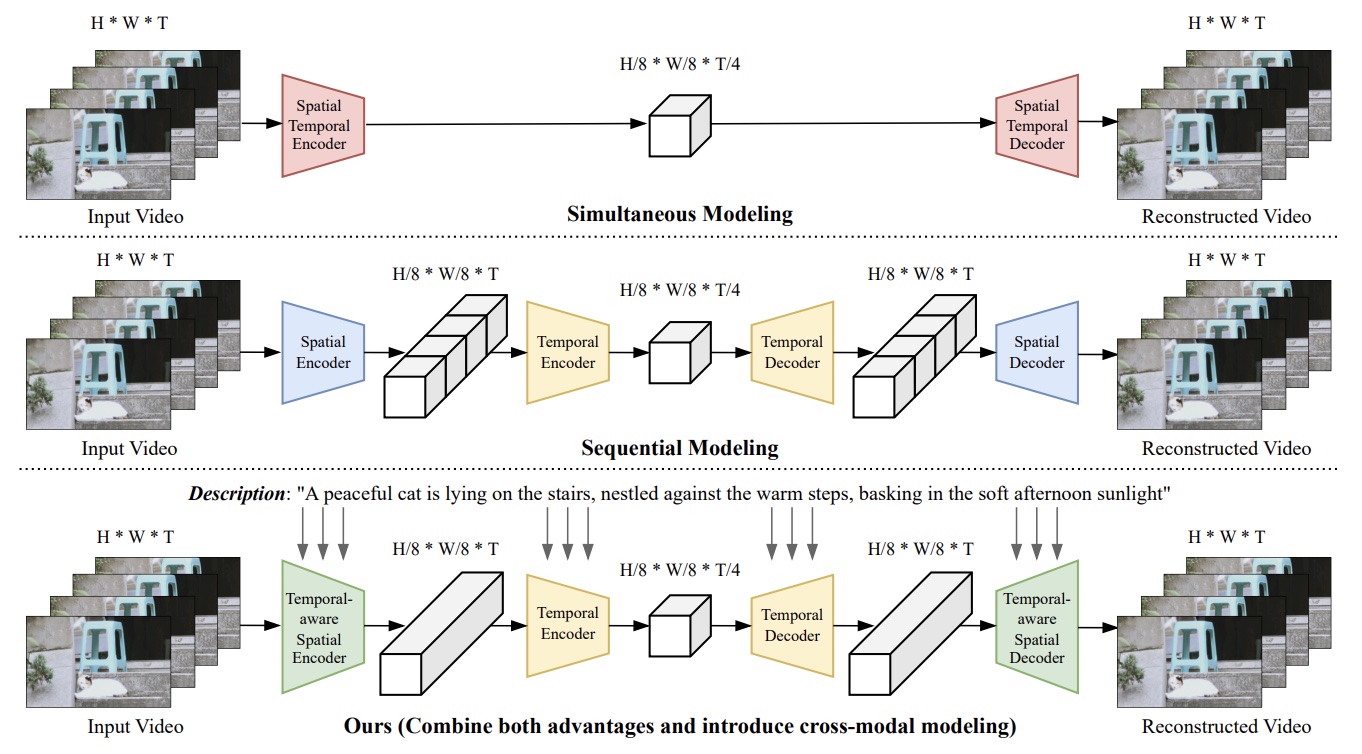 H * W * T
H * W * T
H/8 * W/8 * T/4
Spatial
Temporal
Encoder
Spatial
Temporal
Decoder
Input Video
Simultaneous Modeling
Reconstructed Video
H * W * T
H/8 * W/8 * T
H/8 * W/8 * T/4
H/8 * W/8 * T
H * W * T
Spatial
Encoder
Temporal
Encoder
Temporal
Decoder
Spatial
Decoder
Input Video
Sequential Modeling
Reconstructed Video
Description: "A peaceful cat is lying on the stairs, nestled against the warm steps, basking in the soft afternoon sunlight"
H * W * T
H/8 * W/8 * T
H/8 * W/8 * T/4
H/8 * W/8 * T
H * W * T
Temporal-
aware
Spatial
Encoder
Temporal
Encoder
Temporal
Decoder
Temporal-
aware
Spatial
Decoder
Input Video
Ours (Combine both advantages and introduce cross-modal modeling)
Reconstructed Video